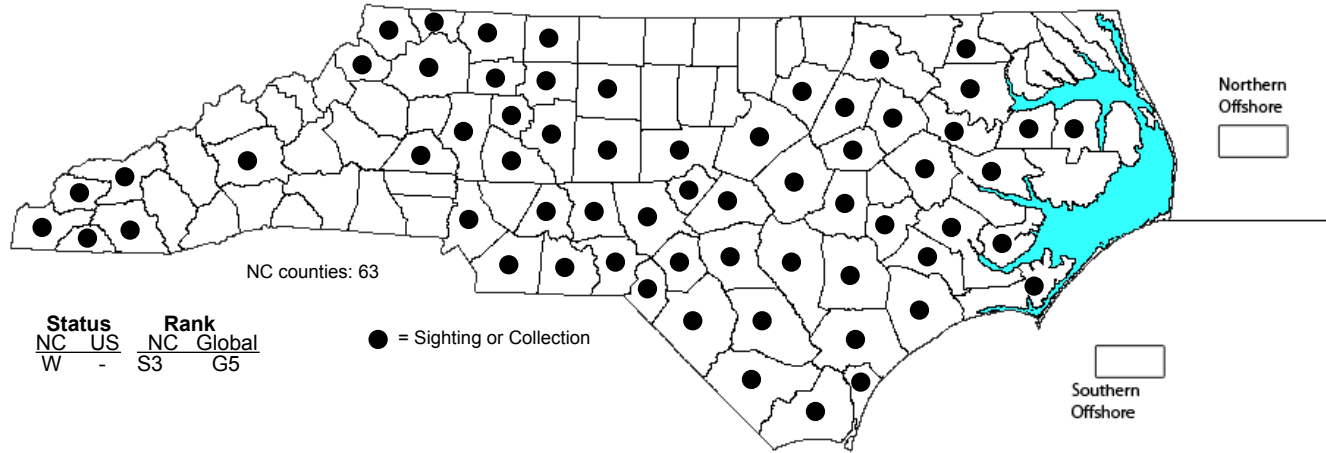 Northern
Offshore
NC counties: 63
Status Rank
NC US NC Global
W - S3 G5
= Sighting or Collection
Southern
Offshore